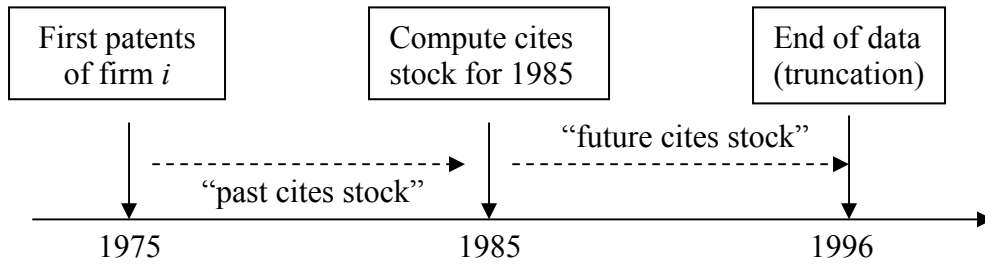 First patents
of firm i
Compute cites
stock for 1985
End of data
(truncation)
“future cites stock”
“past cites stock”
1975
1985
1996